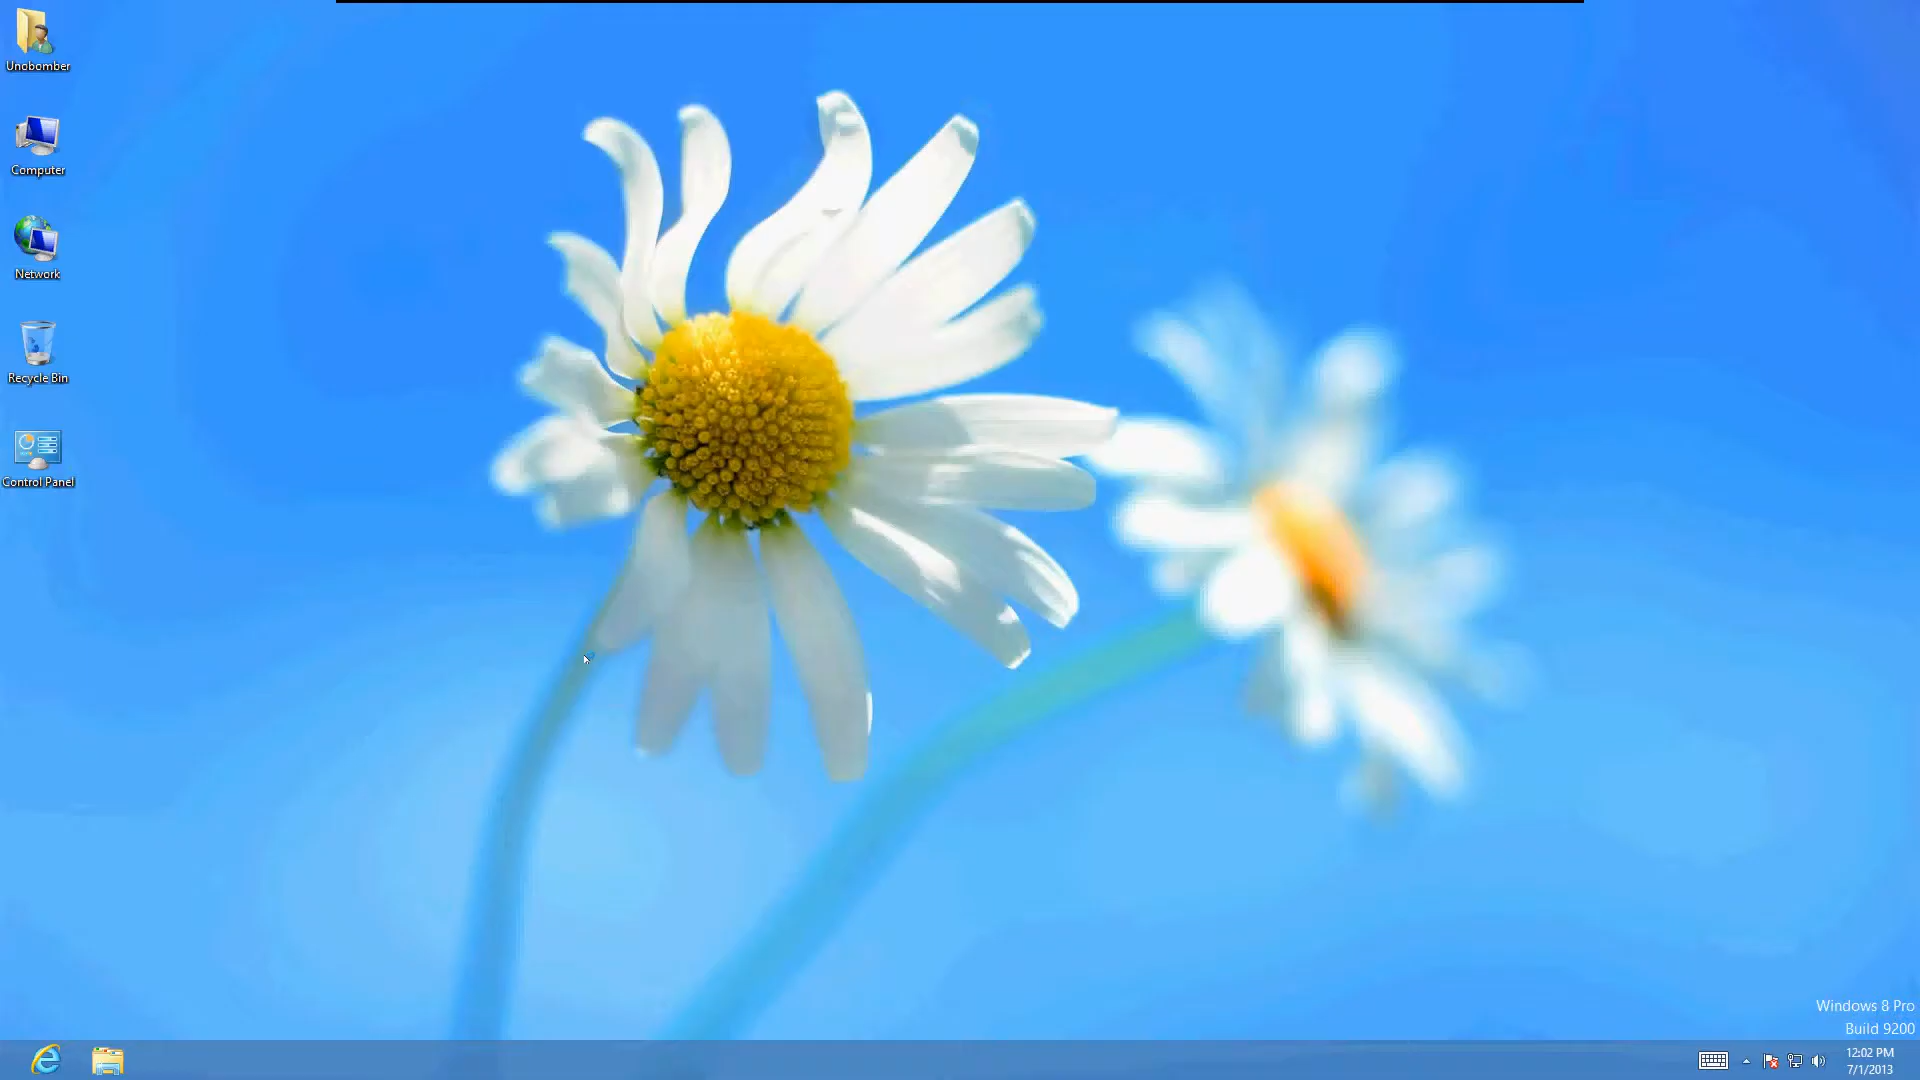 Unobomber
Computer
Network
Recycle Bin
Control Panel
Windows 8 Pro
Build 9200
12:02 PM
7/1/2013